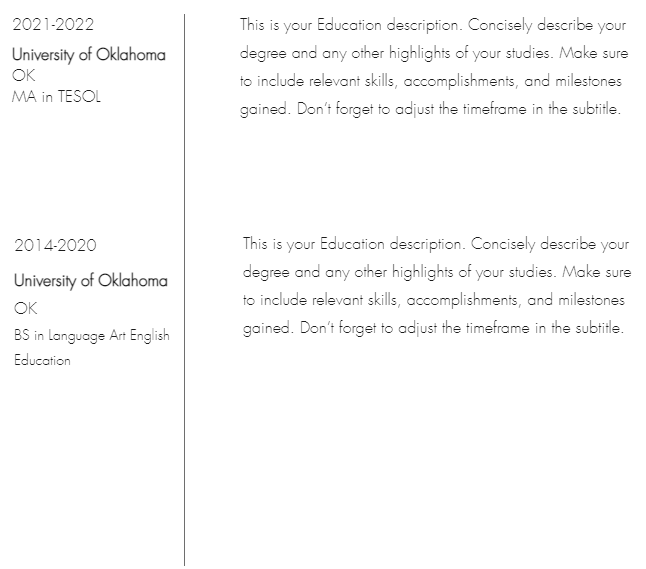 2021-2022
University of Oklahoma
OK
MA in TESOL
This is your Education description. Concisely describe your
degree and any other highlights of your studies. Make sure
to include relevant skills, accomplishments, and milestones
gained. Don't forget to adjust the timeframe in the subtitle.
2014-2020
University of Oklahoma
OK
BS in Language Art English
Education
This is your Education description. Concisely describe your
degree and any other highlights of your studies. Make sure
to include relevant skills, accomplishments, and milestones
gained. Don't forget to adjust the timeframe in the subtitle.